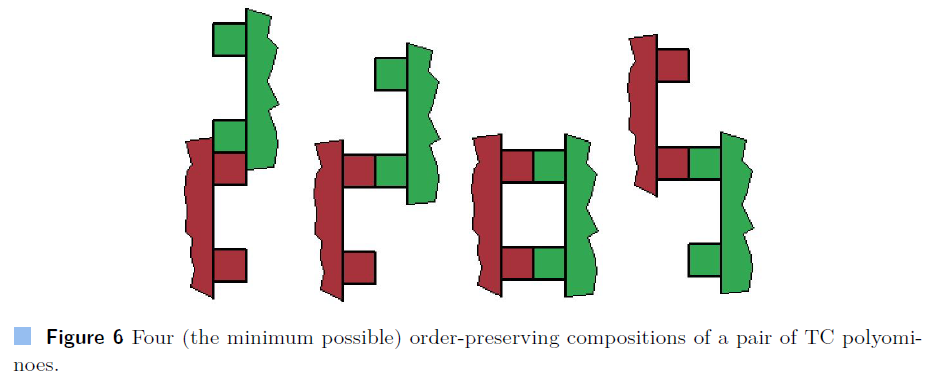 Figure 6 Four (the minimum possible) order-preserving compositions of a pair of TC polyomi-
noes.